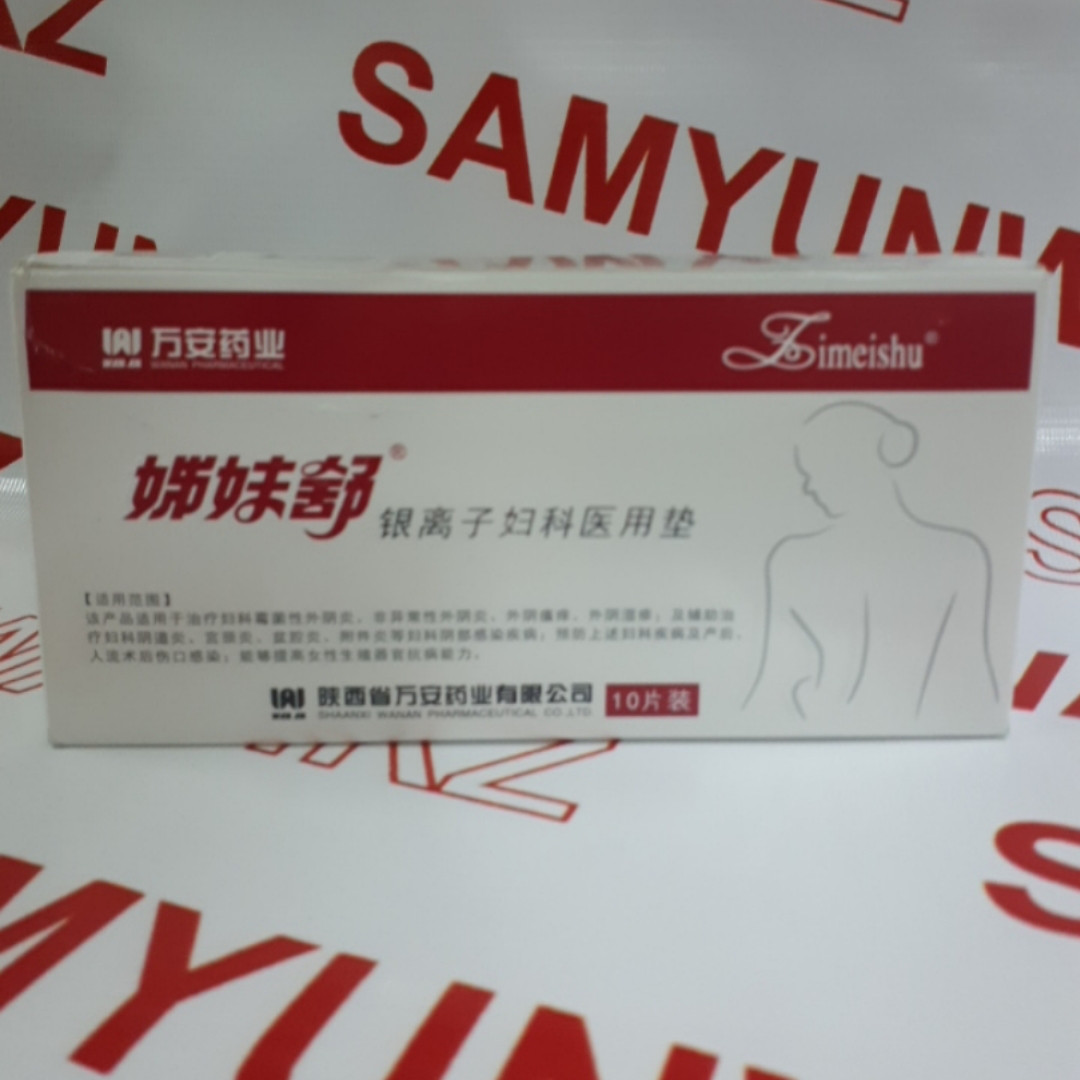 SAMYUNW
万安药业
WANAN PHARMACEUTICAL
Zimeishu®
姊妹舒®
银离子妇科医用垫
【适用范围】
该产品适用于治疗妇科霉菌性外阴炎、非异常性外阴炎、外阴瘙痒、外阴湿疹；及辅助治
疗妇科阴道炎、宫颈炎、盆腔炎、附件炎等妇科阴部感染疾病；预防上述妇科疾病及产后、
人流术后伤口感染；能够提高女性生殖器官抗病能力。
陕西省万安药业有限公司
SHAANXI WANAN PHARMACEUTICAL CO.,LTD
10片装